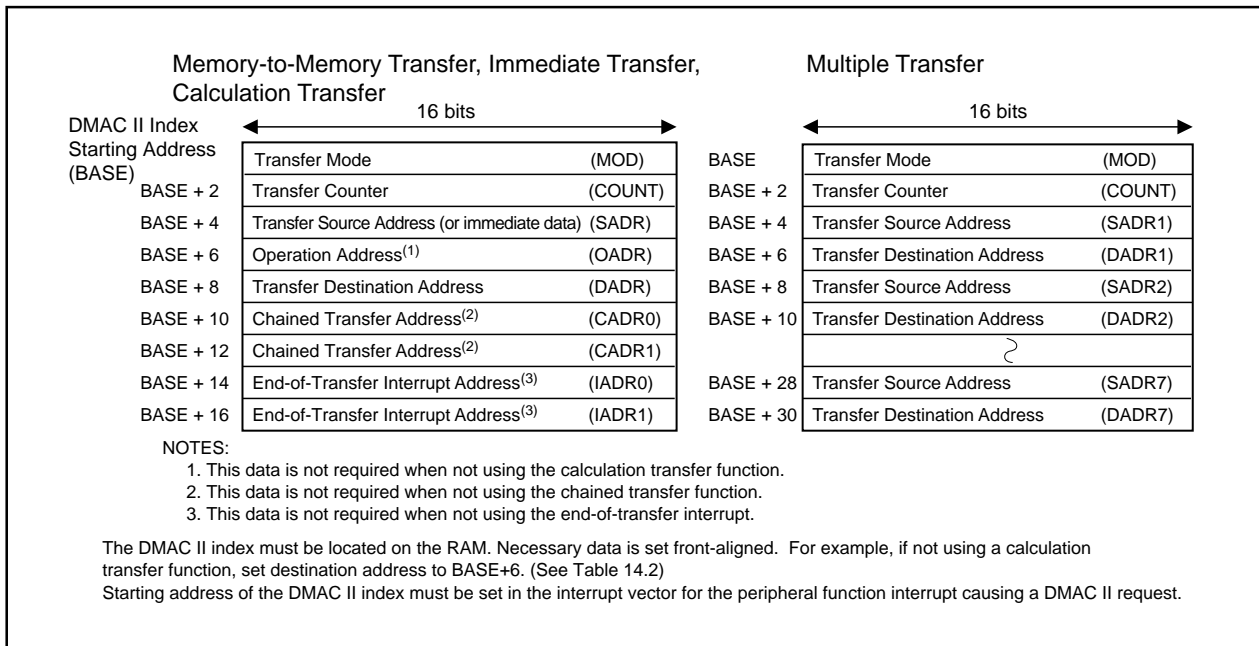 Memory-to-Memory Transfer, Immediate Transfer,
Calculation Transfer
16 bits
DMAC II Index
Starting Address
(BASE)
Transfer Mode (MOD)
BASE + 2 Transfer Counter (COUNT)
BASE + 4 Transfer Source Address (or immediate data) (SADR)
BASE + 6 Operation Address(1) (OADR)
BASE + 8 Transfer Destination Address (DADR)
BASE + 10 Chained Transfer Address(2) (CADR0)
BASE + 12 Chained Transfer Address(2) (CADR1)
BASE + 14 End-of-Transfer Interrupt Address(3) (IADR0)
BASE + 16 End-of-Transfer Interrupt Address(3) (IADR1)
Multiple Transfer
16 bits
BASE Transfer Mode (MOD)
BASE + 2 Transfer Counter (COUNT)
BASE + 4 Transfer Source Address (SADR1)
BASE + 6 Transfer Destination Address (DADR1)
BASE + 8 Transfer Source Address (SADR2)
BASE + 10 Transfer Destination Address (DADR2)
BASE + 28 Transfer Source Address (SADR7)
BASE + 30 Transfer Destination Address (DADR7)
NOTES:
1. This data is not required when not using the calculation transfer function.
2. This data is not required when not using the chained transfer function.
3. This data is not required when not using the end-of-transfer interrupt.
The DMAC II index must be located on the RAM. Necessary data is set front-aligned. For example, if not using a calculation
transfer function, set destination address to BASE+6. (See Table 14.2)
Starting address of the DMAC II index must be set in the interrupt vector for the peripheral function interrupt causing a DMAC II request.